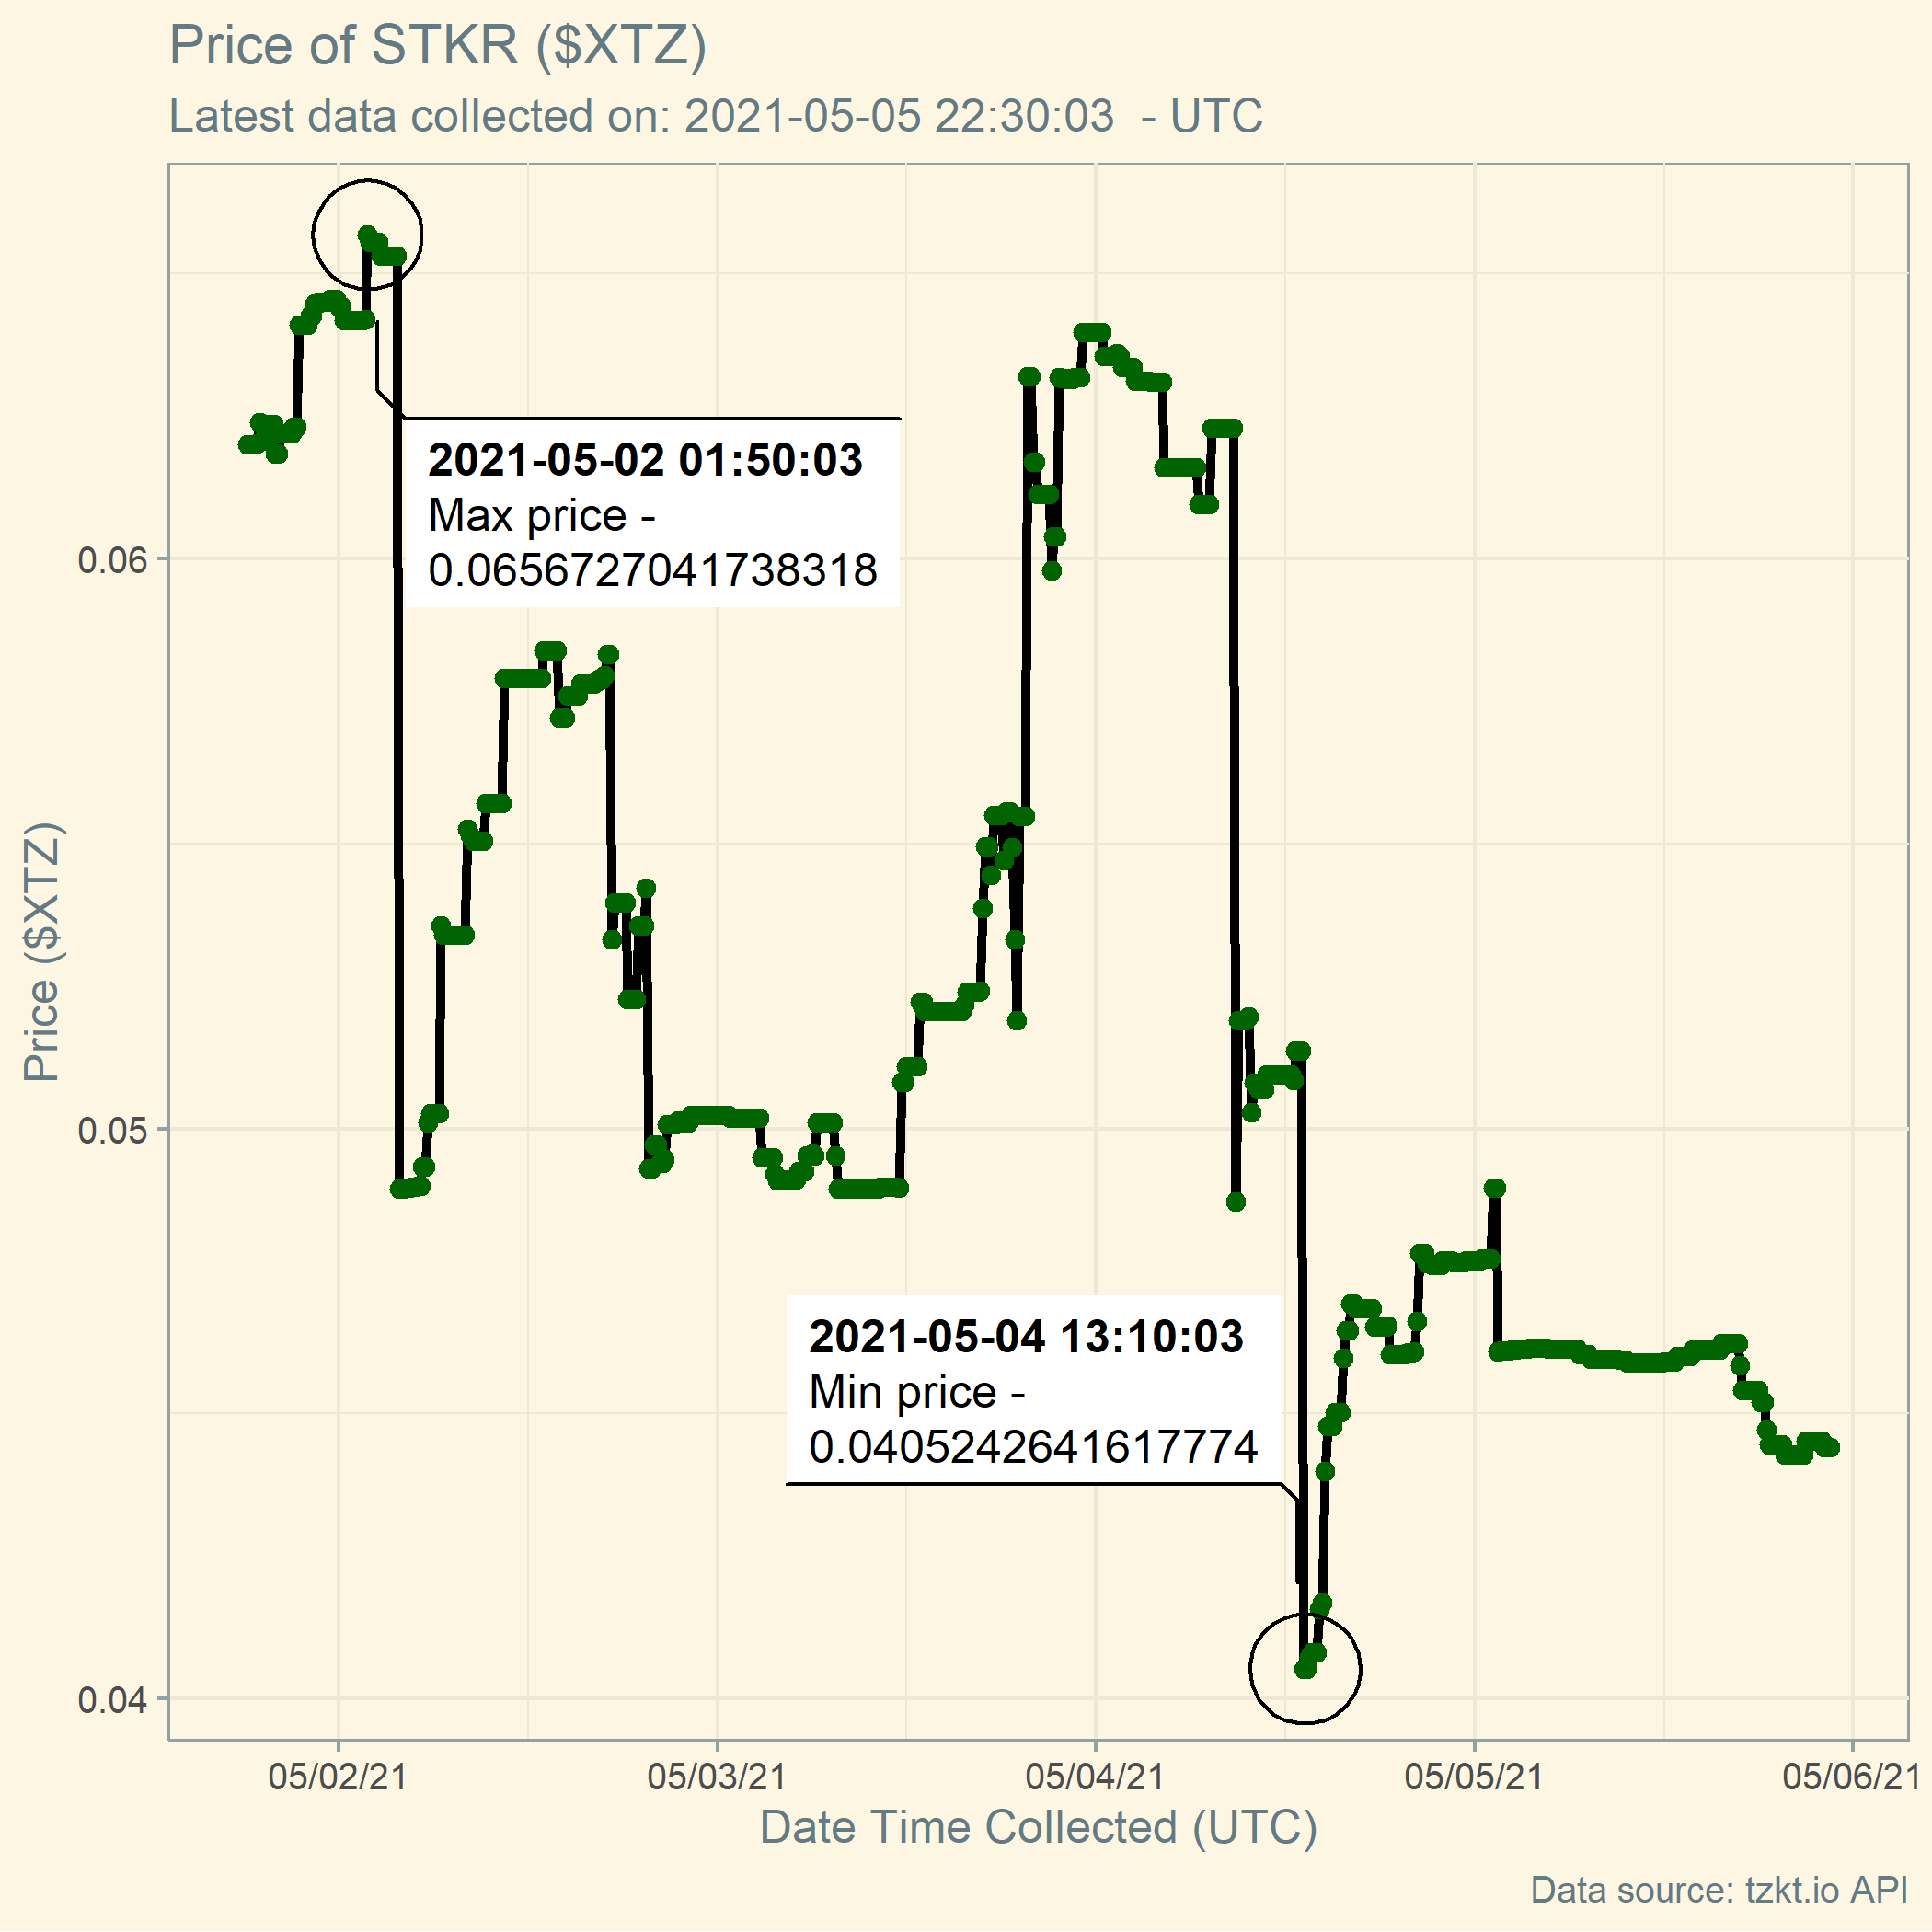 Price of STKR ($XTZ)
Latest data collected on: 2021-05-05 22:30:03  - UTC
2021-05-02 01:50:03
Max price -
0.0656727041738318
0.06
Price ($XTZ)
0.05
2021-05-04 13:10:03
Min price -
0.0405242641617774
0.04
05/02/21 05/03/21 05/04/21 05/05/21 05/06/21
Date Time Collected (UTC)
Data source: tzkt.io API